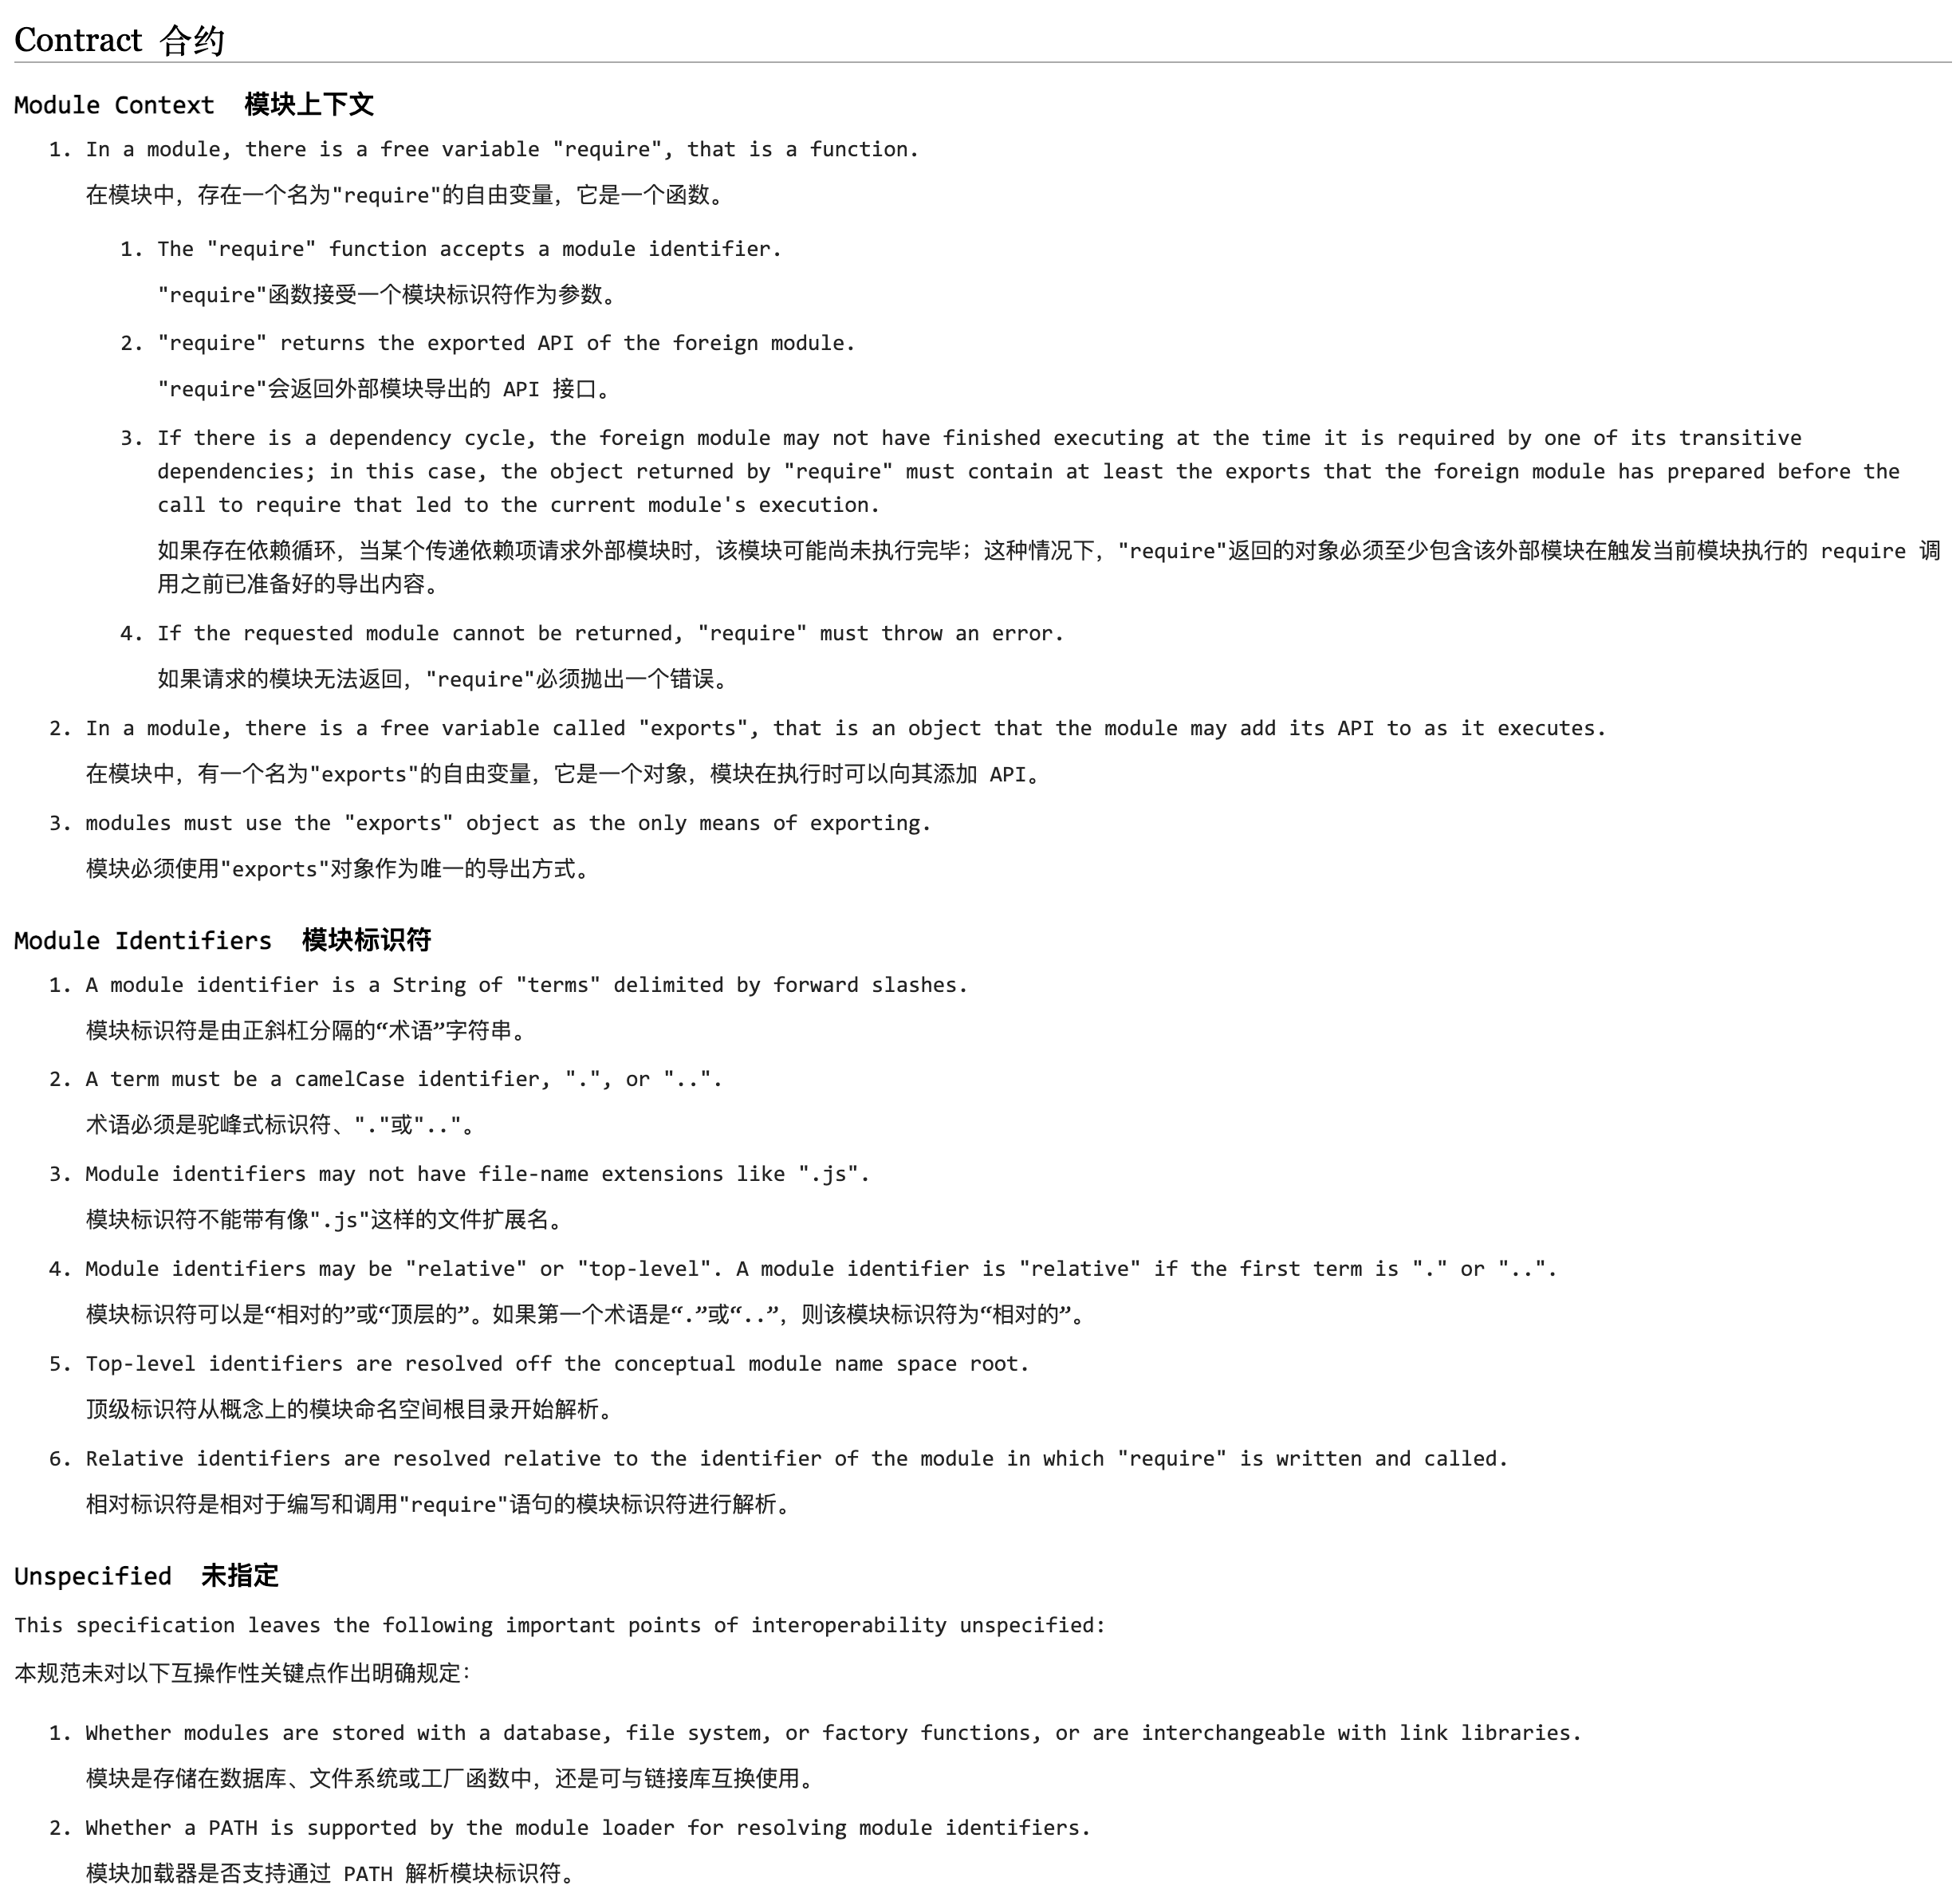 Contract 合约
Module Context 模块上下文
1. In a module, there is a free variable "require", that is a function.
在模块中，存在一个名为"require"的自由变量，它是一个函数。
1. The "require" function accepts a module identifier.
"require"函数接受一个模块标识符作为参数。
2. "require" returns the exported API of the foreign module.
"require"会返回外部模块导出的 API 接口。
3. If there is a dependency cycle, the foreign module may not have finished executing at the time it is required by one of its transitive
dependencies; in this case, the object returned by "require" must contain at least the exports that the foreign module has prepared before the
call to require that led to the current module's execution.
如果存在依赖循环，当某个传递依赖项请求外部模块时，该模块可能尚未执行完毕；这种情况下，"require"返回的对象必须至少包含该外部模块在触发当前模块执行的 require 调
用之前已准备好的导出内容。
4. If the requested module cannot be returned, "require" must throw an error.
如果请求的模块无法返回，"require"必须抛出一个错误。
2. In a module, there is a free variable called "exports", that is an object that the module may add its API to as it executes.
在模块中，有一个名为"exports"的自由变量，它是一个对象，模块在执行时可以向其添加 API。
3. modules must use the "exports" object as the only means of exporting.
模块必须使用"exports"对象作为唯一的导出方式。
Module Identifiers 模块标识符
1. A module identifier is a String of "terms" delimited by forward slashes.
模块标识符是由正斜杠分隔的“术语”字符串。
2. A term must be a camelCase identifier, ".", or "..".
术语必须是驼峰式标识符、"."或".."。
3. Module identifiers may not have file-name extensions like ".js".
模块标识符不能带有像".js"这样的文件扩展名。
4. Module identifiers may be "relative" or "top-level". A module identifier is "relative" if the first term is "." or "..".
模块标识符可以是“相对的”或“顶层的”。如果第一个术语是“.”或“..”，则该模块标识符为“相对的”。
5. Top-level identifiers are resolved off the conceptual module name space root.
顶级标识符从概念上的模块命名空间根目录开始解析。
6. Relative identifiers are resolved relative to the identifier of the module in which "require" is written and called.
相对标识符是相对于编写和调用"require"语句的模块标识符进行解析。
Unspecified 未指定
This specification leaves the following important points of interoperability unspecified:
本规范未对以下互操作性关键点作出明确规定：
1. Whether modules are stored with a database, file system, or factory functions, or are interchangeable with link libraries.
模块是存储在数据库、文件系统或工厂函数中，还是可与链接库互换使用。
2. Whether a PATH is supported by the module loader for resolving module identifiers.
模块加载器是否支持通过 PATH 解析模块标识符。